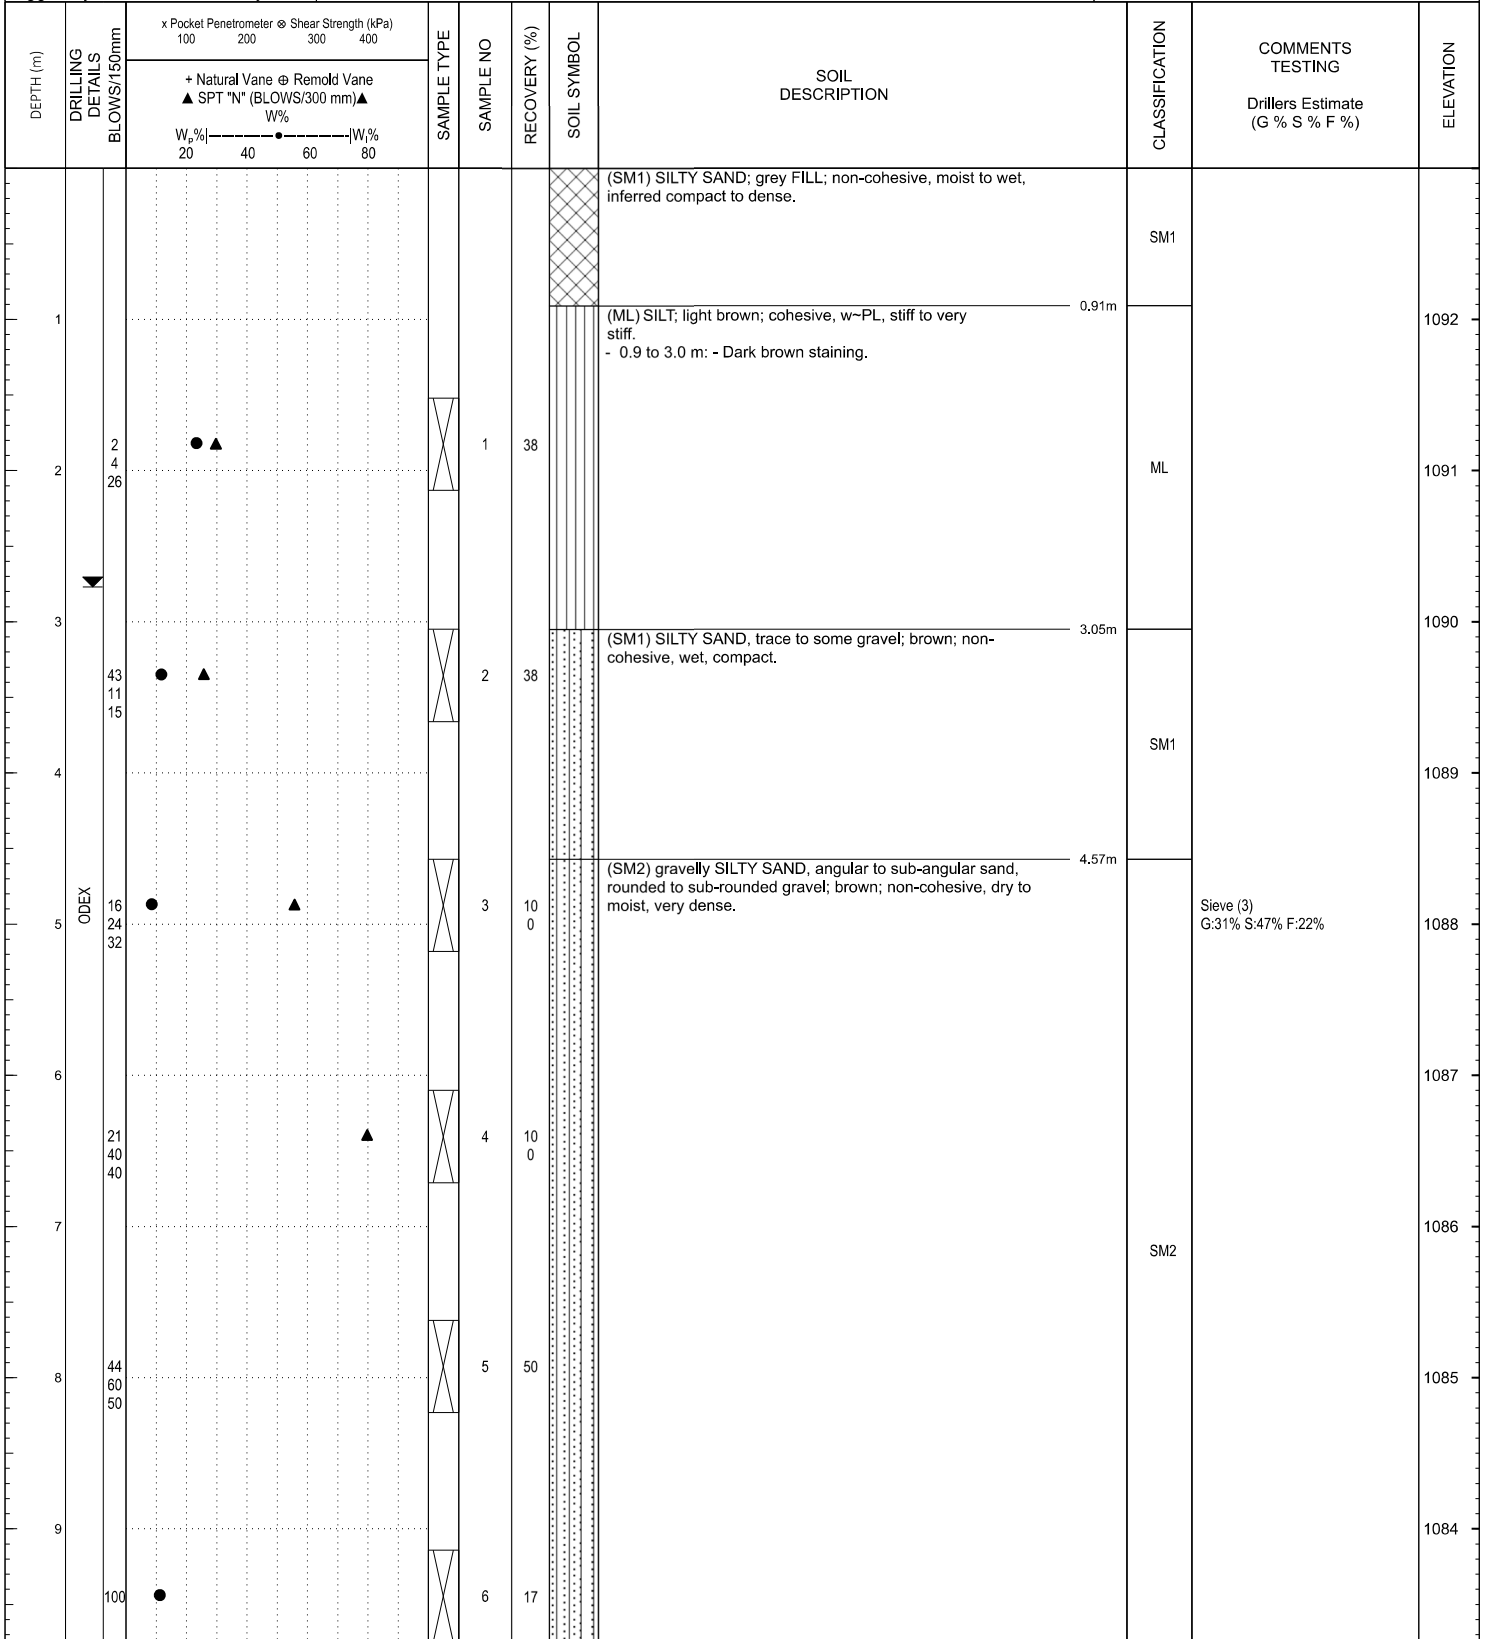 x Pocket Penetrometer ⊗ Shear Strength (kPa)
100 200 300 400
+ Natural Vane ⊕ Remold Vane
▲ SPT "N" (BLOWS/300 mm)▲
W%
Wp%|--------●--------|Wl%
20 40 60 80
DEPTH (m)
DRILLING
DETAILS
BLOWS/150mm
SAMPLE TYPE
SAMPLE NO
RECOVERY (%)
SOIL SYMBOL
SOIL
DESCRIPTION
CLASSIFICATION
COMMENTS
TESTING
Drillers Estimate
(G % S % F %)
ELEVATION
(SM1) SILTY SAND; grey FILL; non-cohesive, moist to wet,
inferred compact to dense.
SM1
0.91m
(ML) SILT; light brown; cohesive, w~PL, stiff to very
stiff.
- 0.9 to 3.0 m: - Dark brown staining.
1
1092
2
4
26
1
38
ML
2
1091
3
1090
3.05m
(SM1) SILTY SAND, trace to some gravel; brown; non-
cohesive, wet, compact.
43
11
15
2
38
SM1
4
1089
4.57m
(SM2) gravelly SILTY SAND, angular to sub-angular sand,
rounded to sub-rounded gravel; brown; non-cohesive, dry to
moist, very dense.
ODEX
16
24
32
3
10
0
Sieve (3)
G:31% S:47% F:22%
5
1088
6
1087
21
40
40
4
10
0
7
1086
SM2
44
60
50
5
50
8
1085
9
1084
100
6
17